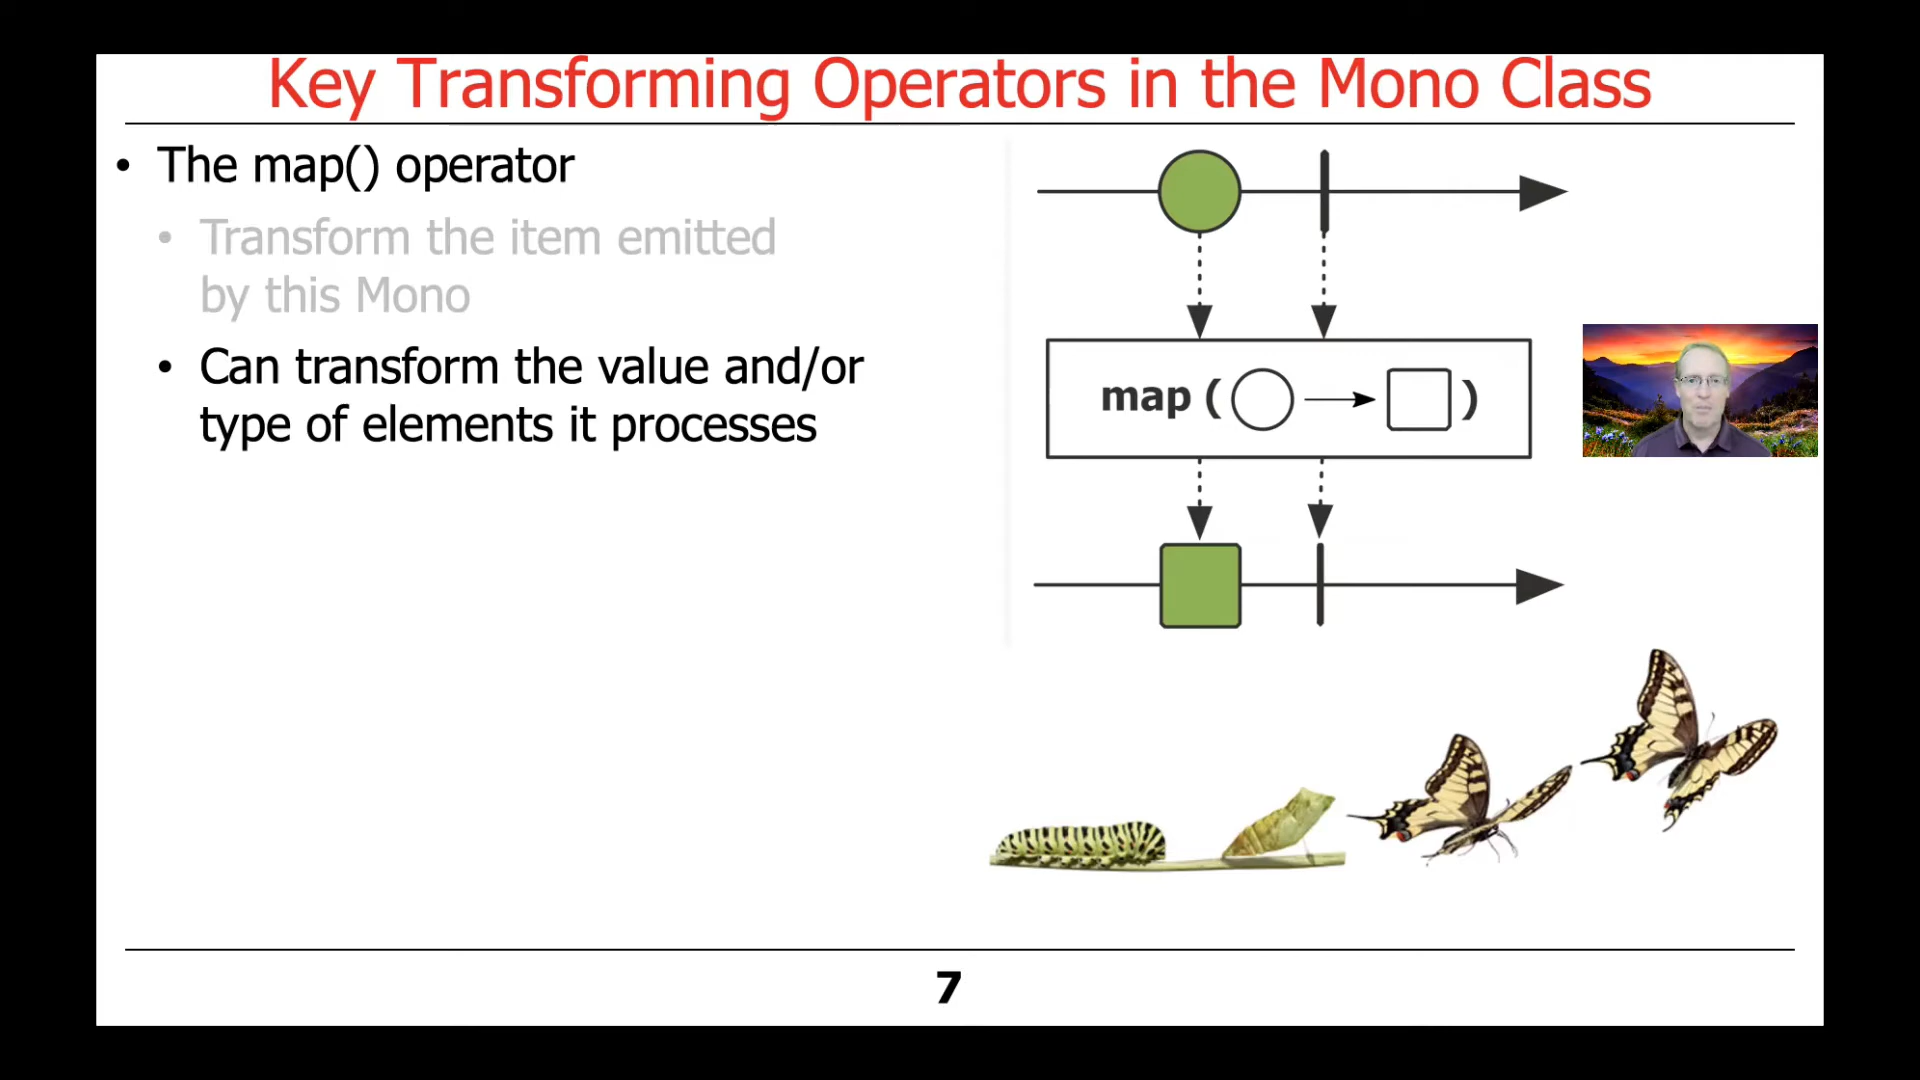 Key Transforming Operators in the Mono Class
• The map() operator
• Transform the item emitted
by this Mono
• Can transform the value and/or
type of elements it processes
map ( )
7